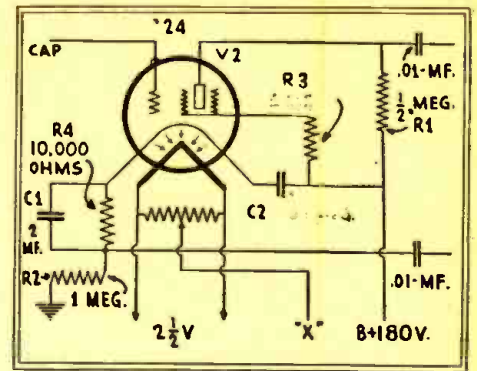 '24
V2
CAP
.01-MF.
R3
½ MEG.
R1
R4
10,000
OHMS
C1
2
MF.
C2
R2
1 MEG.
.01-MF.
2½V
"X"
B+180V.